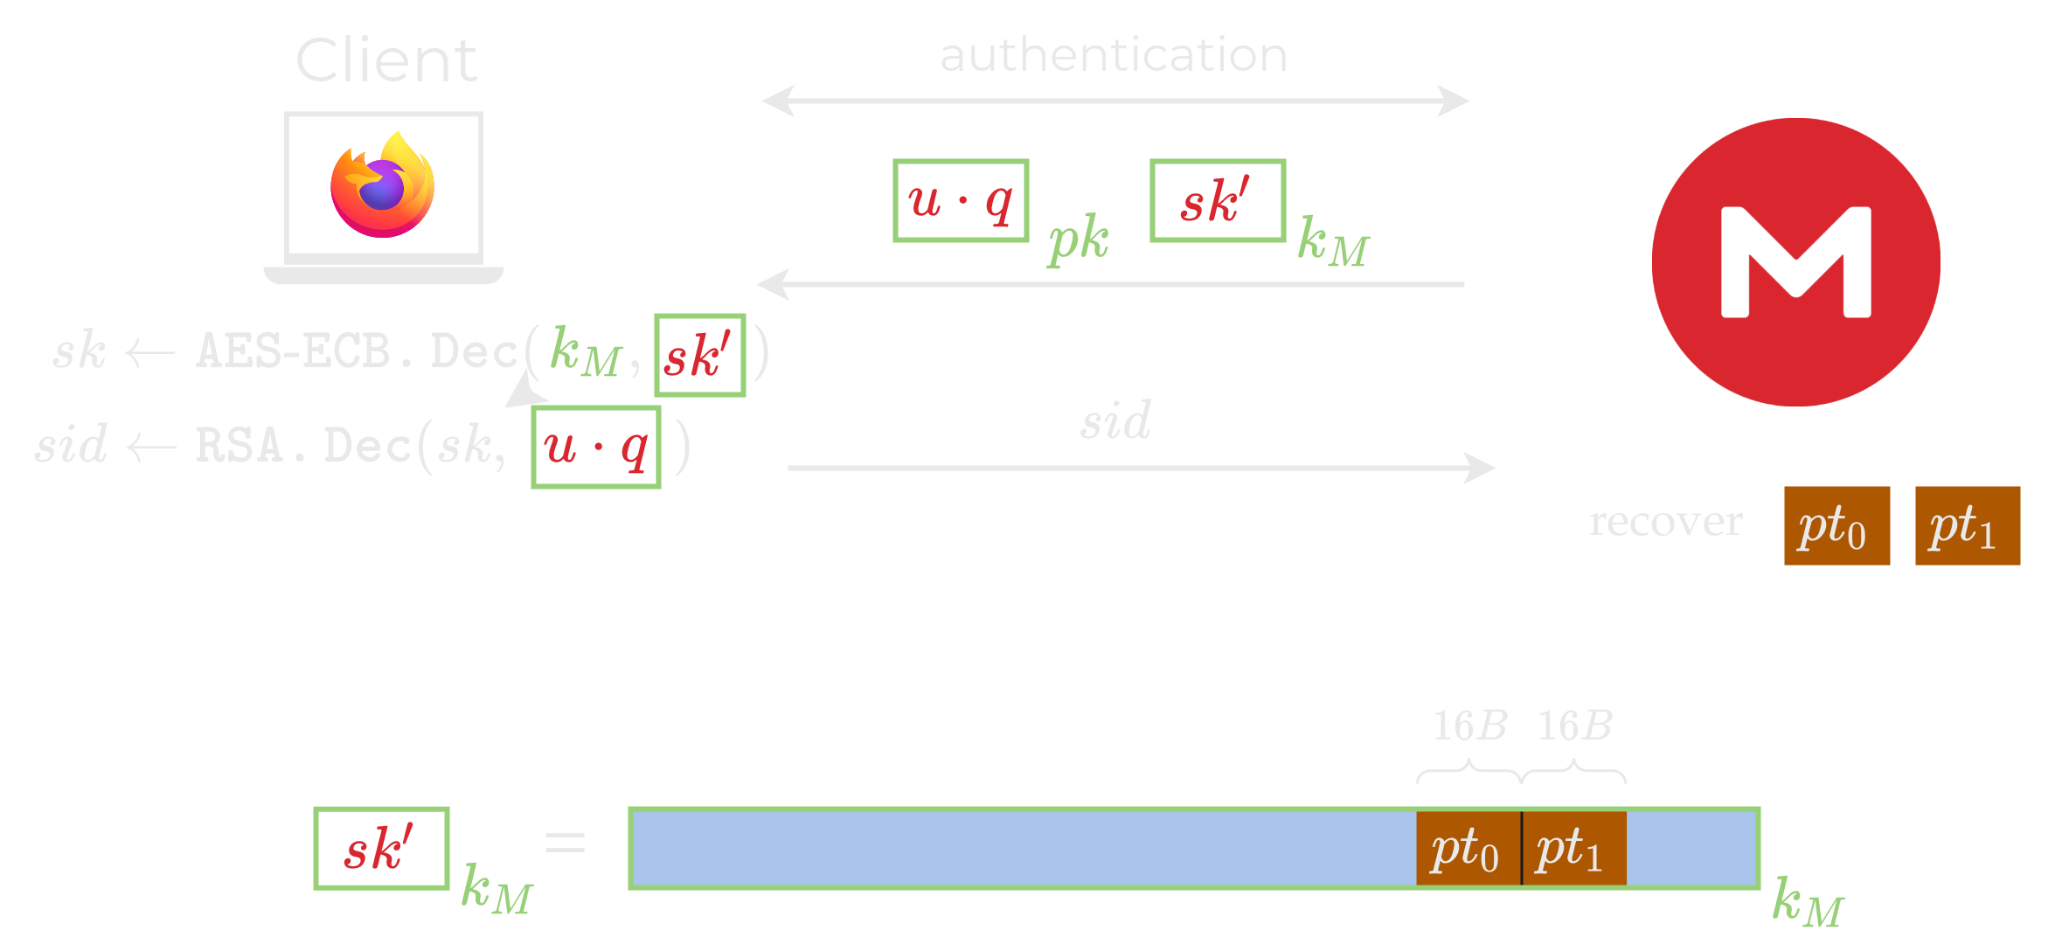 Client
authentication
u · q pk sk′ k_M
sk ← AES-ECB.Dec(k_M, sk′)
sid ← RSA.Dec(sk, u · q)
sid
recover pt_0 pt_1
16B 16B
sk′ k_M = pt_0 pt_1 k_M